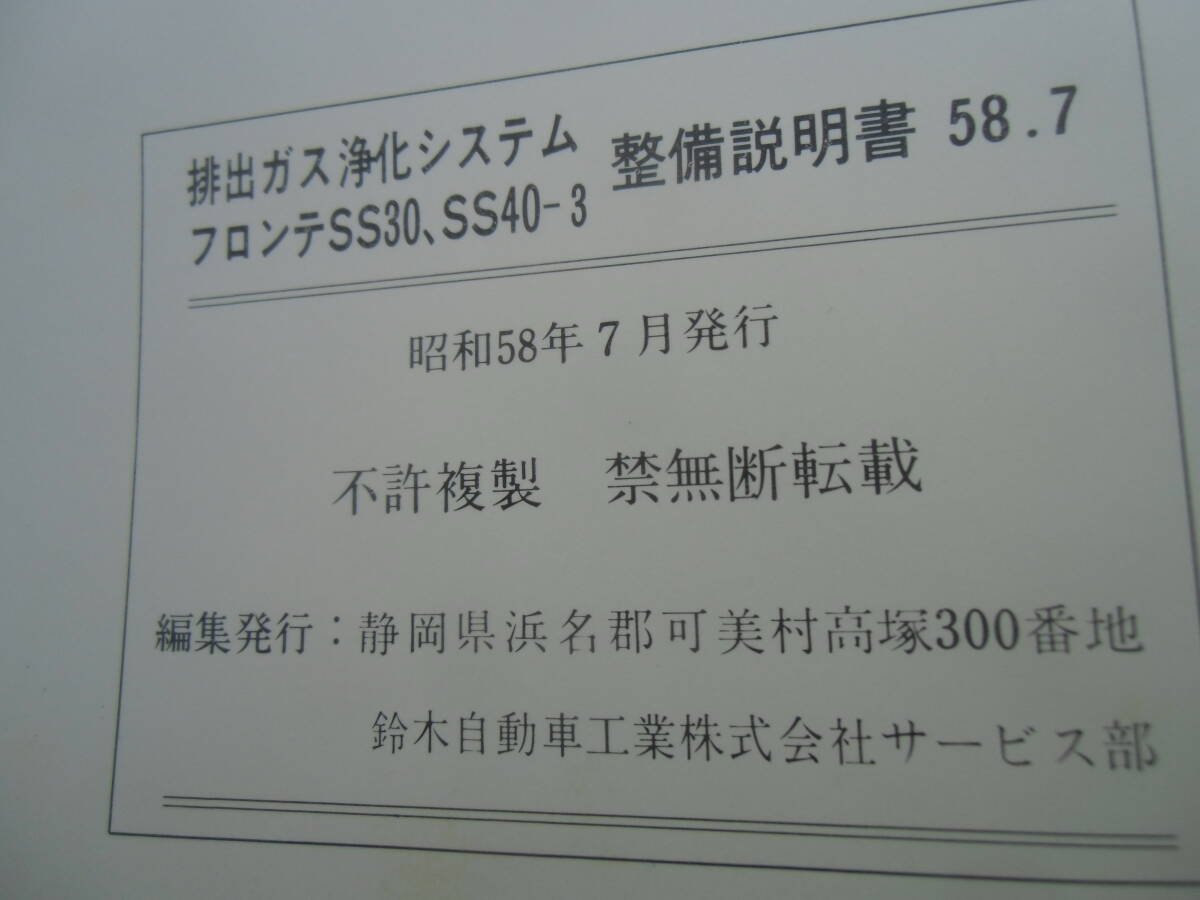 排出ガス浄化システム
フロンテSS30、SS40-3
整備説明書 58.7
昭和58年7月発行
不許複製 禁無断転載
編集発行：静岡県浜名郡可美村高塚300番地
鈴木自動車工業株式会社サービス部